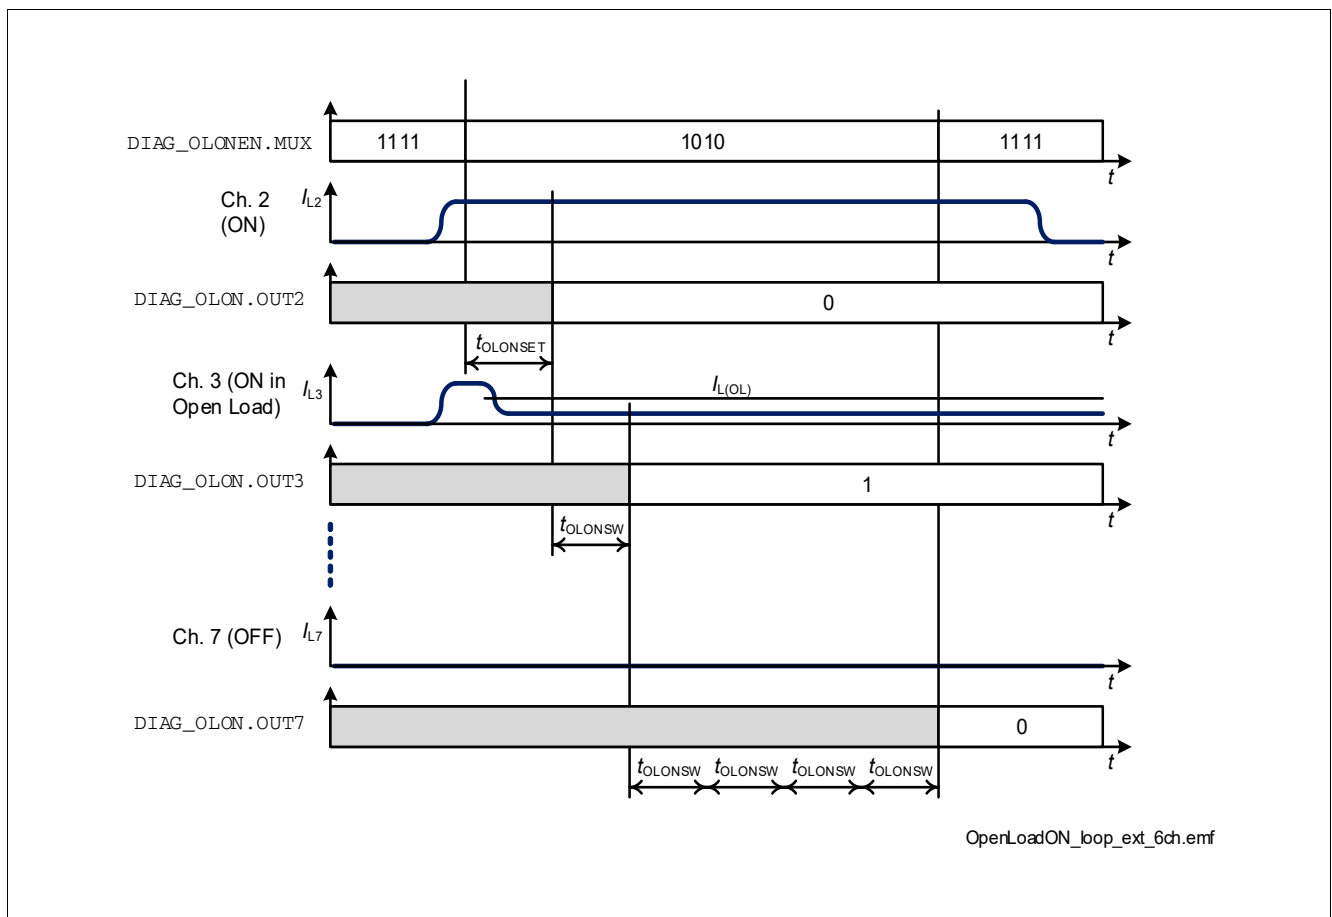 DIAG_OLONEN.MUX 1111 1010 1111
t
Ch. 2
(ON)
IL2
t
DIAG_OLON.OUT2 0
t
tOLONSET
Ch. 3 (ON in
Open Load)
IL3
IL(OL)
t
DIAG_OLON.OUT3 1
t
tOLONSW
Ch. 7 (OFF) IL7
t
DIAG_OLON.OUT7 0
t
tOLONSW tOLONSW tOLONSW tOLONSW
OpenLoadON_loop_ext_6ch.emf